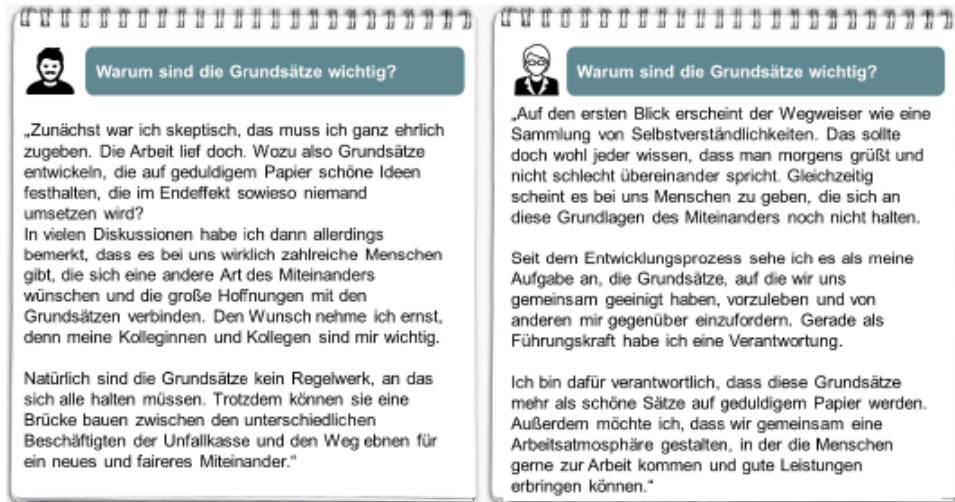 Warum sind die Grundsätze wichtig?
„Zunächst war ich skeptisch, das muss ich ganz ehrlich
zugeben. Die Arbeit lief doch. Wozu also Grundsätze
entwickeln, die auf geduldigem Papier schöne Ideen
festhalten, die im Endeffekt sowieso niemand
umsetzen wird?
In vielen Diskussionen habe ich dann allerdings
bemerkt, dass es bei uns wirklich zahlreiche Menschen
gibt, die sich eine andere Art des Miteinanders
wünschen und die große Hoffnungen mit den
Grundsätzen verbinden. Den Wunsch nehme ich ernst,
denn meine Kolleginnen und Kollegen sind mir wichtig.
Natürlich sind die Grundsätze kein Regelwerk, an das
sich alle halten müssen. Trotzdem können sie eine
Brücke bauen zwischen den unterschiedlichen
Beschäftigten der Unfallkasse und den Weg ebnen für
ein neues und faireres Miteinander.“
Warum sind die Grundsätze wichtig?
„Auf den ersten Blick erscheint der Wegweiser wie eine
Sammlung von Selbstverständlichkeiten. Das sollte
doch wohl jeder wissen, dass man morgens grüßt und
nicht schlecht übereinander spricht. Gleichzeitig
scheint es bei uns Menschen zu geben, die sich an
diese Grundlagen des Miteinanders noch nicht halten.
Seit dem Entwicklungsprozess sehe ich es als meine
Aufgabe an, die Grundsätze, auf die wir uns
gemeinsam geeinigt haben, vorzuleben und von
anderen mir gegenüber einzufordern. Gerade als
Führungskraft habe ich eine Verantwortung.
Ich bin dafür verantwortlich, dass diese Grundsätze
mehr als schöne Sätze auf geduldigem Papier werden.
Außerdem möchte ich, dass wir gemeinsam eine
Arbeitsatmosphäre gestalten, in der die Menschen
gerne zur Arbeit kommen und gute Leistungen
erbringen können.“